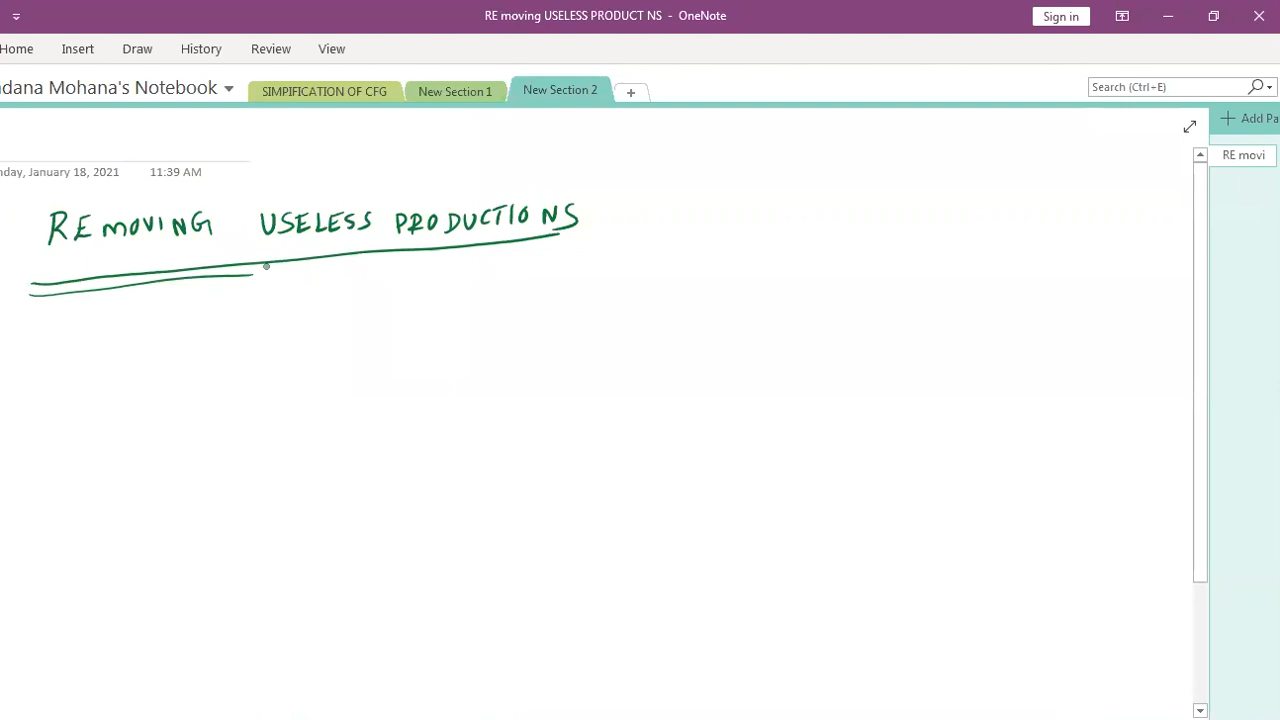 RE moving USELESS PRODUCT NS - OneNote
Sign in
Home Insert Draw History Review View
dana Mohana's Notebook
SIMPIFICATION OF CFG
New Section 1
New Section 2
Search (Ctrl+E)
Add Pa
RE movi
nday, January 18, 2021 11:39 AM
REMOVING USELESS PRODUCTIONS